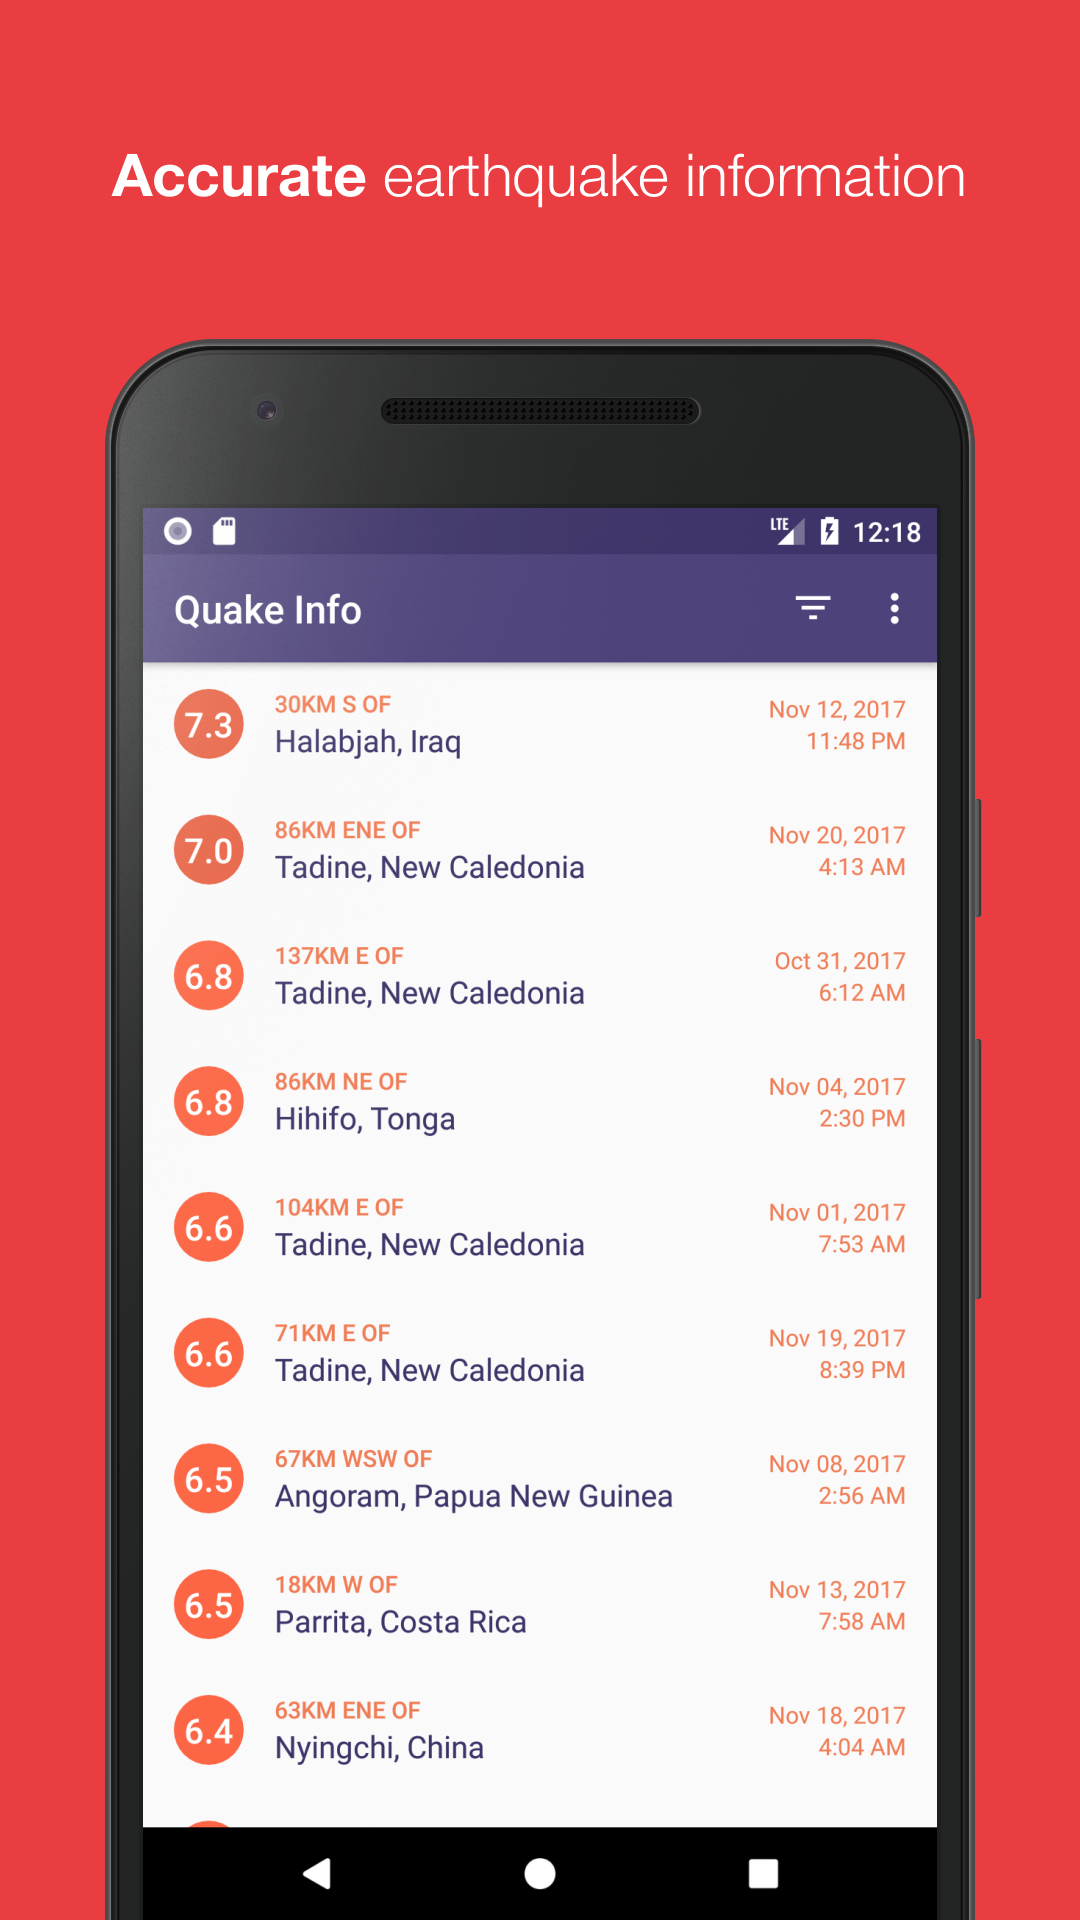 Accurate earthquake information
LTE 12:18
Quake Info
7.3
30KM S OF
Halabjah, Iraq
Nov 12, 2017
11:48 PM
7.0
86KM ENE OF
Tadine, New Caledonia
Nov 20, 2017
4:13 AM
6.8
137KM E OF
Tadine, New Caledonia
Oct 31, 2017
6:12 AM
6.8
86KM NE OF
Hihifo, Tonga
Nov 04, 2017
2:30 PM
6.6
104KM E OF
Tadine, New Caledonia
Nov 01, 2017
7:53 AM
6.6
71KM E OF
Tadine, New Caledonia
Nov 19, 2017
8:39 PM
6.5
67KM WSW OF
Angoram, Papua New Guinea
Nov 08, 2017
2:56 AM
6.5
18KM W OF
Parrita, Costa Rica
Nov 13, 2017
7:58 AM
6.4
63KM ENE OF
Nyingchi, China
Nov 18, 2017
4:04 AM